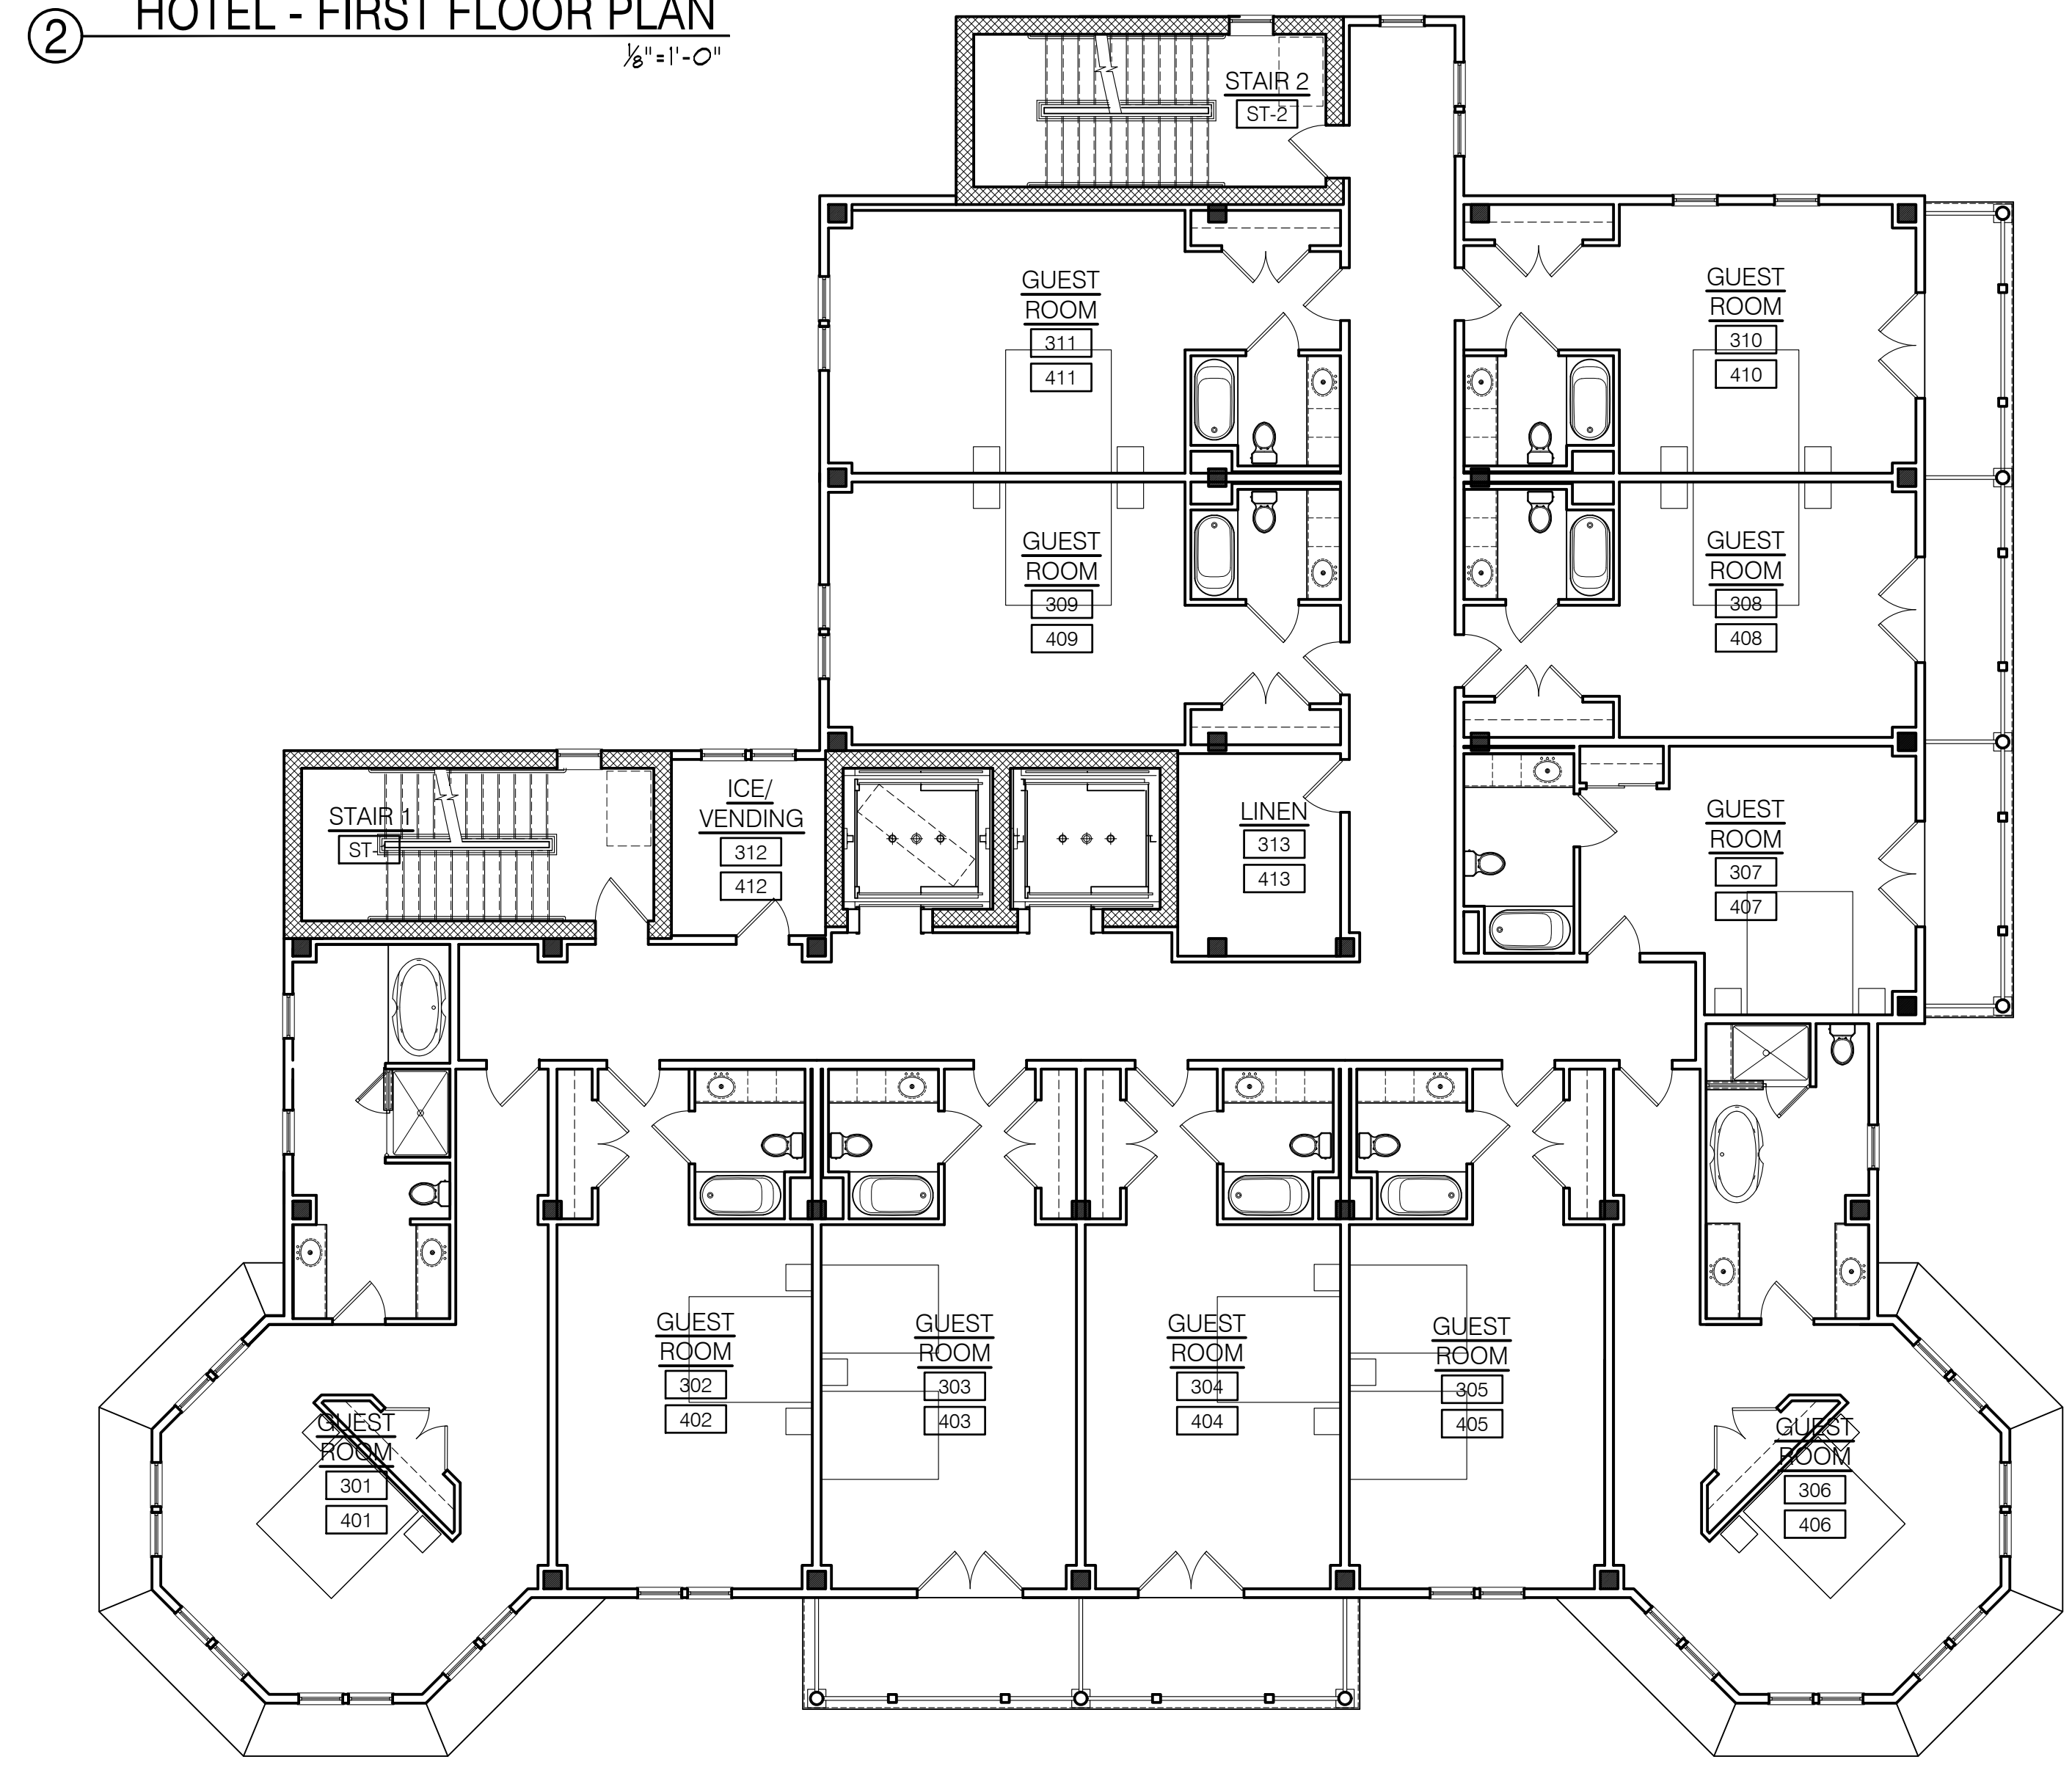 2
HOTEL - FIRST FLOOR PLAN
1/8"=1'-0"
STAIR 2
ST-2
GUEST
ROOM
311
411
GUEST
ROOM
310
410
GUEST
ROOM
309
409
GUEST
ROOM
308
408
STAIR 1
ST-
ICE/
VENDING
312
412
LINEN
313
413
GUEST
ROOM
307
407
GUEST
ROOM
301
401
GUEST
ROOM
302
402
GUEST
ROOM
303
403
GUEST
ROOM
304
404
GUEST
ROOM
305
405
GUEST
ROOM
306
406